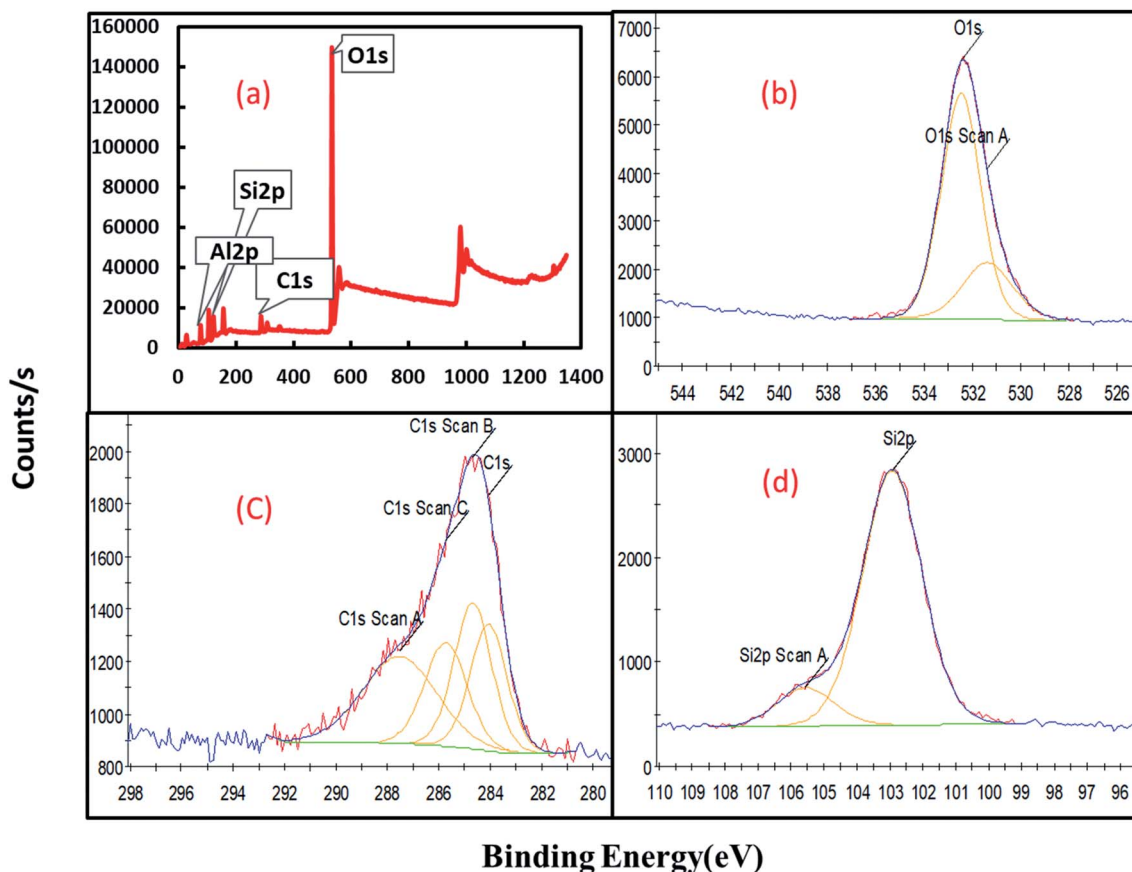 160000
140000
120000
100000
80000
60000
40000
20000
0
0 200 400 600 800 1000 1200 1400
(a)
O1s
Si2p
Al2p
C1s
7000
6000
5000
4000
3000
2000
1000
0
544 542 540 538 536 534 532 530 528 526
(b)
O1s
O1s Scan A
2000
1800
1600
1400
1200
1000
800
298 296 294 292 290 288 286 284 282 280
(C)
C1s Scan B
C1s
C1s Scan C
C1s Scan A
3000
2000
1000
0
110 109 108 107 106 105 104 103 102 101 100 99 98 97 96
(d)
Si2p
Si2p Scan A
Counts/s
Binding Energy(eV)